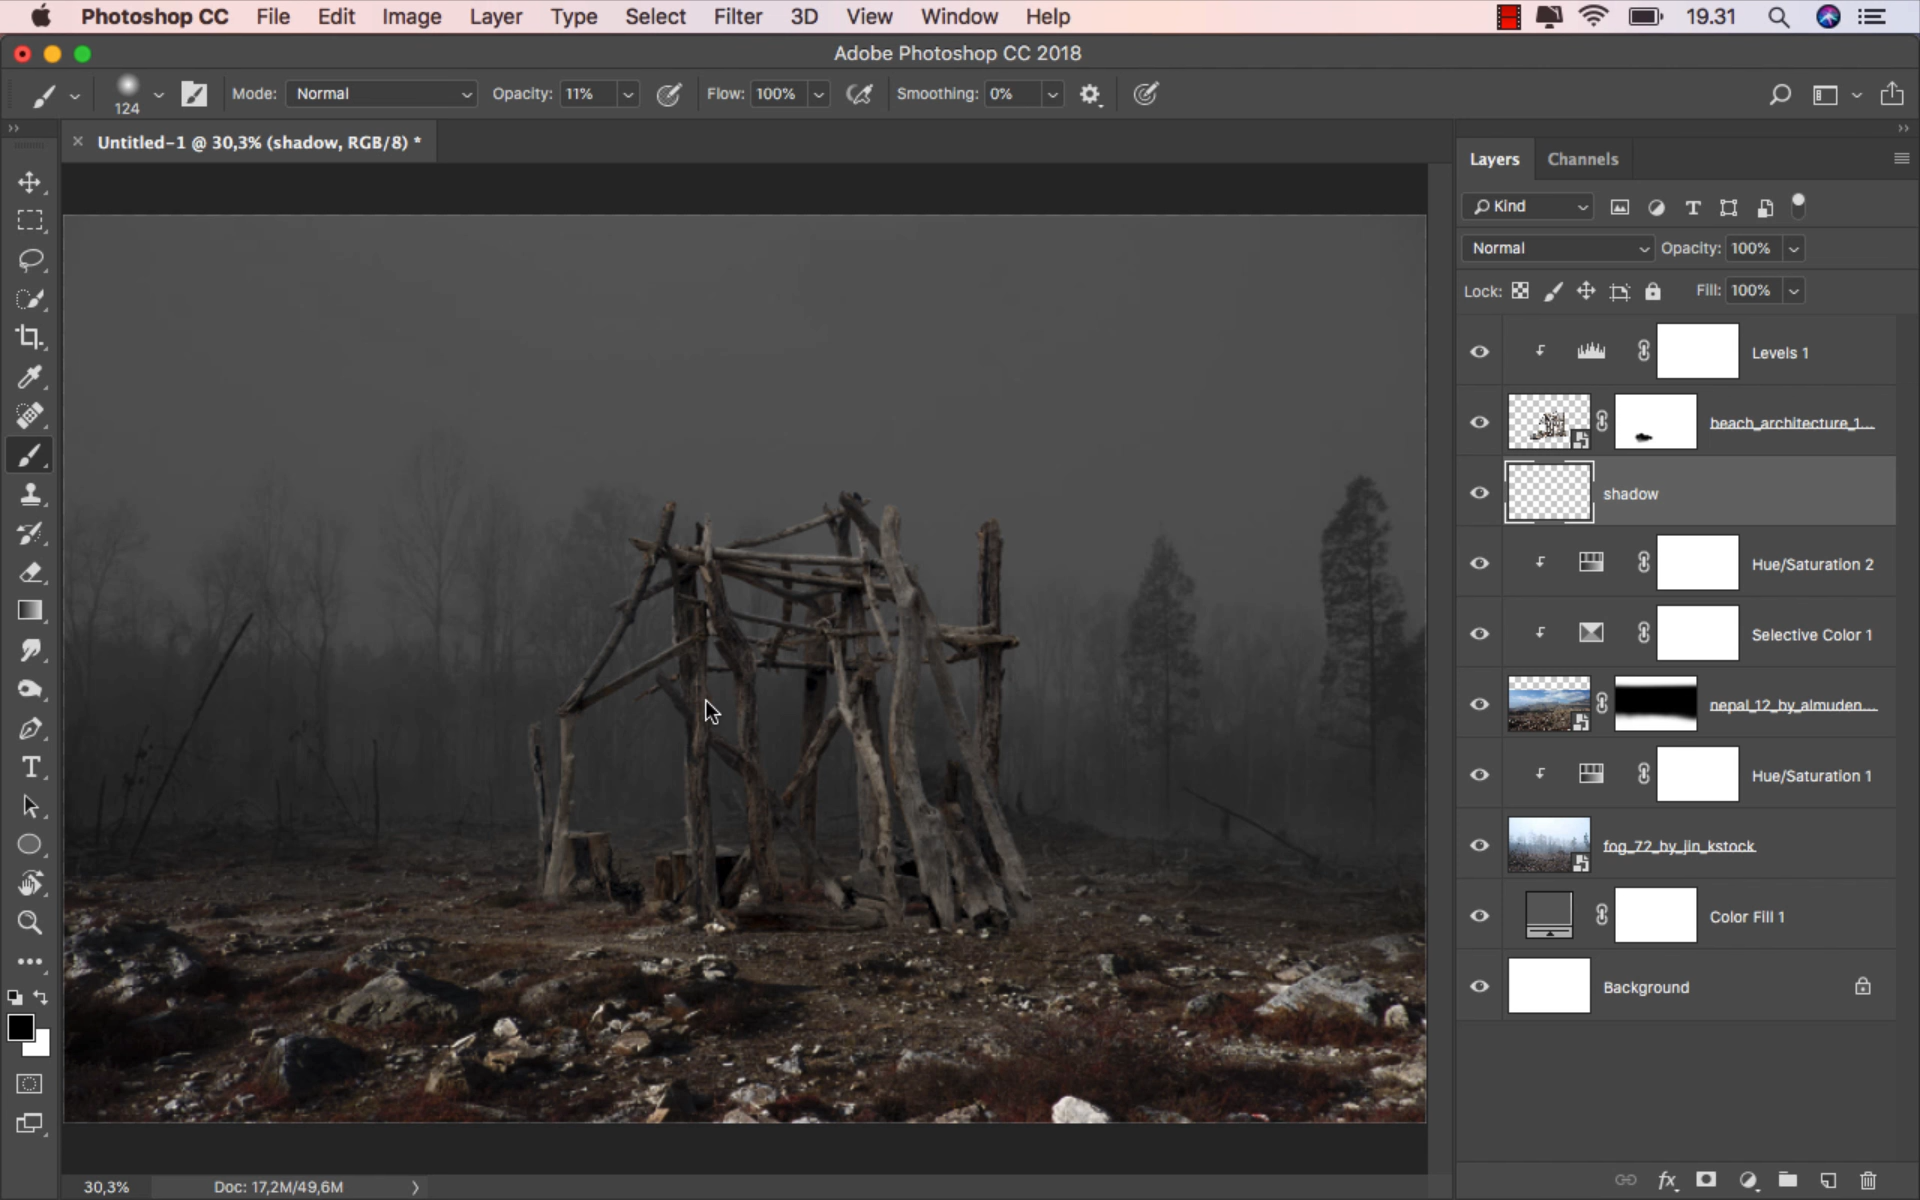 Photoshop CC File Edit Image Layer Type Select Filter 3D View Window Help 19.31
Adobe Photoshop CC 2018
124 Mode: Normal Opacity: 11% Flow: 100% Smoothing: 0%
Untitled-1 @ 30,3% (shadow, RGB/8) *
Layers Channels
Kind
Normal Opacity: 100%
Lock: Fill: 100%
Levels 1
beach_architecture_1...
shadow
Hue/Saturation 2
Selective Color 1
nepal_12_by_almuden...
Hue/Saturation 1
fog_72_by_jin_kstock
Color Fill 1
Background
30,3% Doc: 17,2M/49,6M